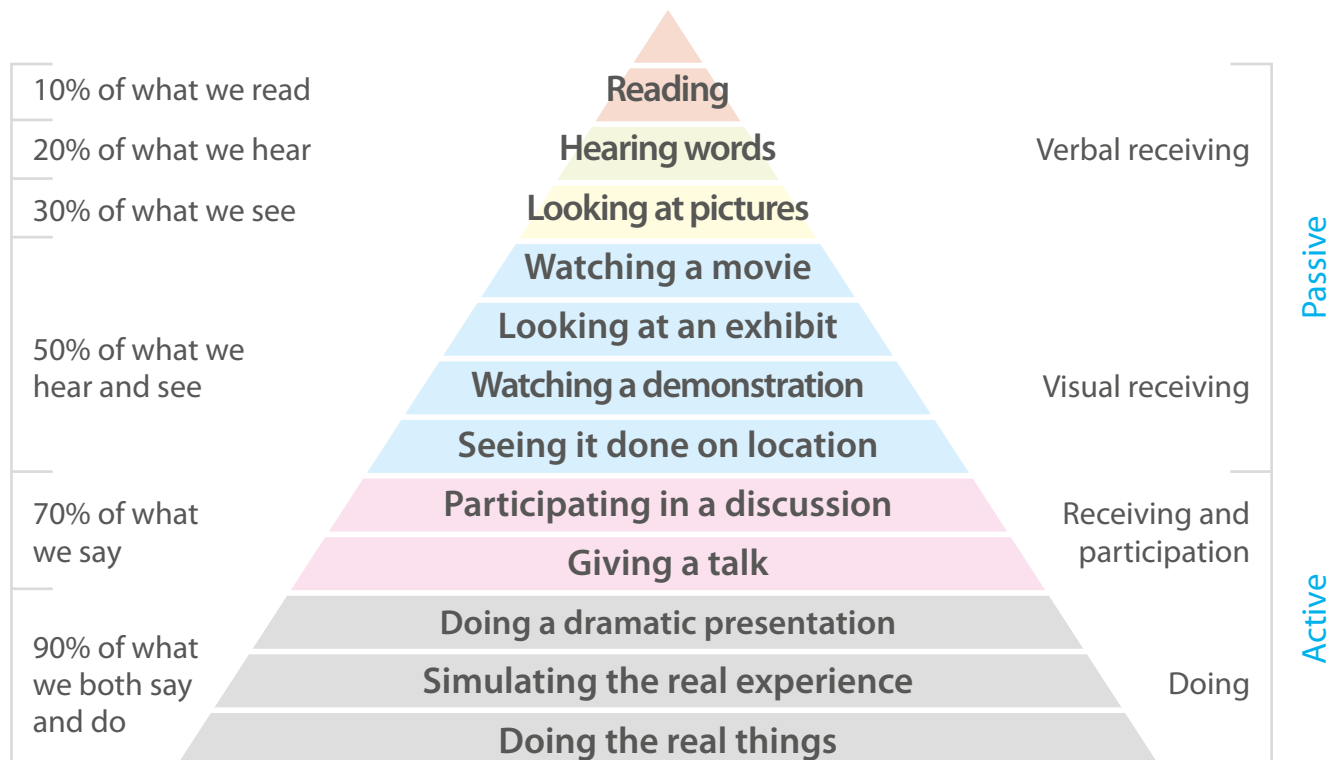 10% of what we read
Reading
20% of what we hear
Hearing words
Verbal receiving
30% of what we see
Looking at pictures
Passive
Watching a movie
Looking at an exhibit
50% of what we
hear and see
Watching a demonstration
Visual receiving
Seeing it done on location
70% of what
we say
Participating in a discussion
Giving a talk
Receiving and
participation
Active
90% of what
we both say
and do
Doing a dramatic presentation
Simulating the real experience
Doing
Doing the real things